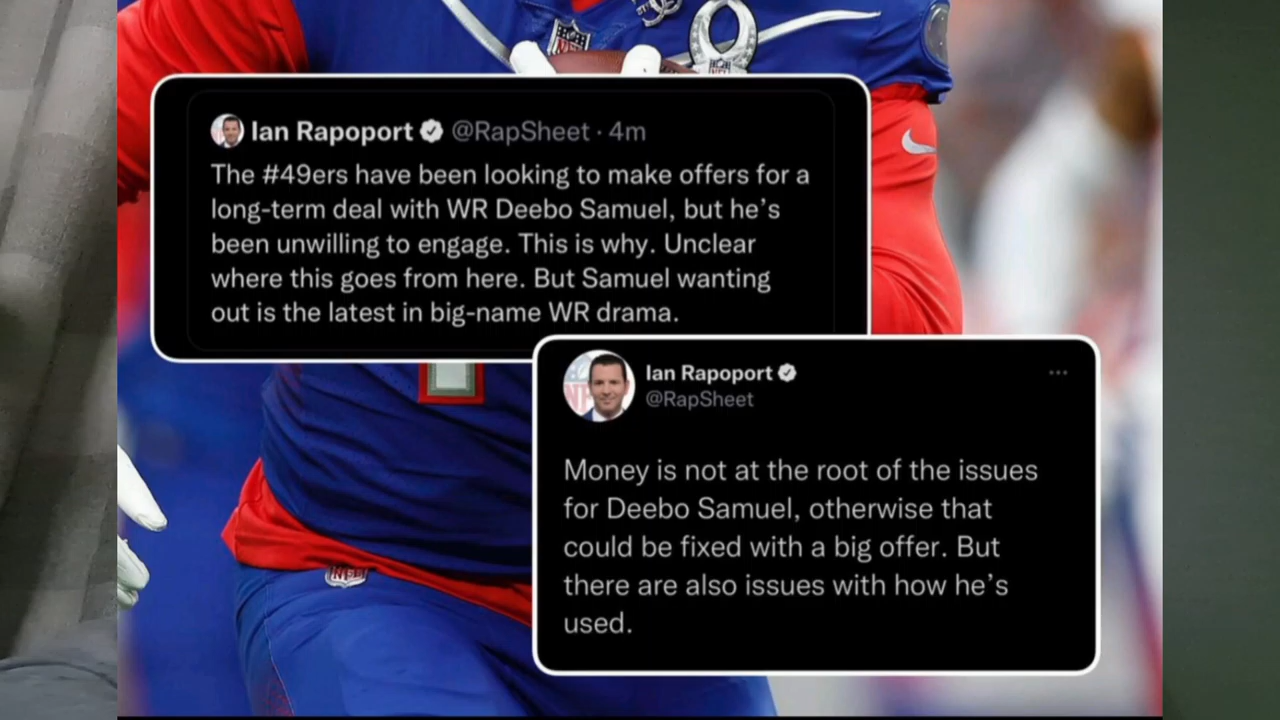 Ian Rapoport @RapSheet · 4m
The #49ers have been looking to make offers for a
long-term deal with WR Deebo Samuel, but he’s
been unwilling to engage. This is why. Unclear
where this goes from here. But Samuel wanting
out is the latest in big-name WR drama.
Ian Rapoport
@RapSheet
Money is not at the root of the issues
for Deebo Samuel, otherwise that
could be fixed with a big offer. But
there are also issues with how he’s
used.
NFL
NFL